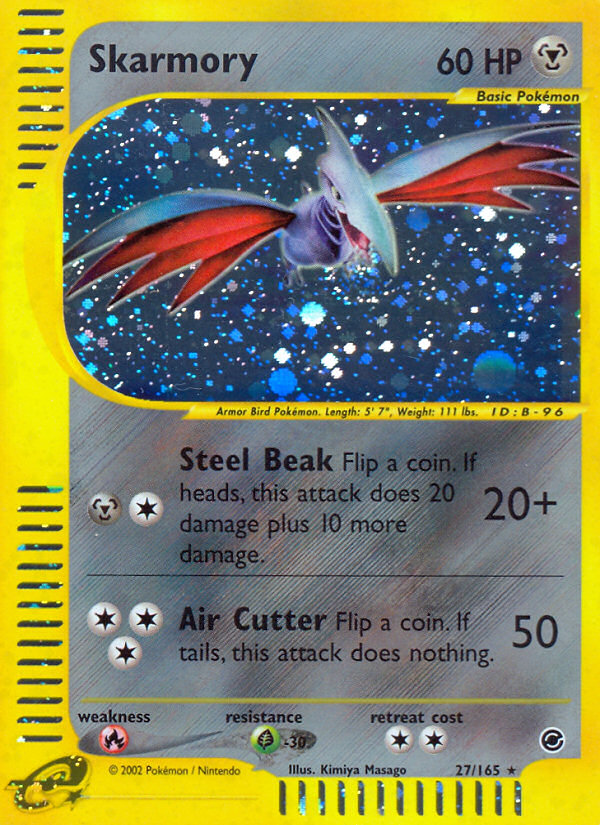 Skarmory 60 HP
Basic Pokémon
Armor Bird Pokémon. Length: 5' 7", Weight: 111 lbs. ID:B-96
Steel Beak Flip a coin. If
heads, this attack does 20
damage plus 10 more
damage.
20+
Air Cutter Flip a coin. If
tails, this attack does nothing.
50
weakness resistance retreat cost
-30
© 2002 Pokémon / Nintendo Illus. Kimiya Masago 27/165 ★